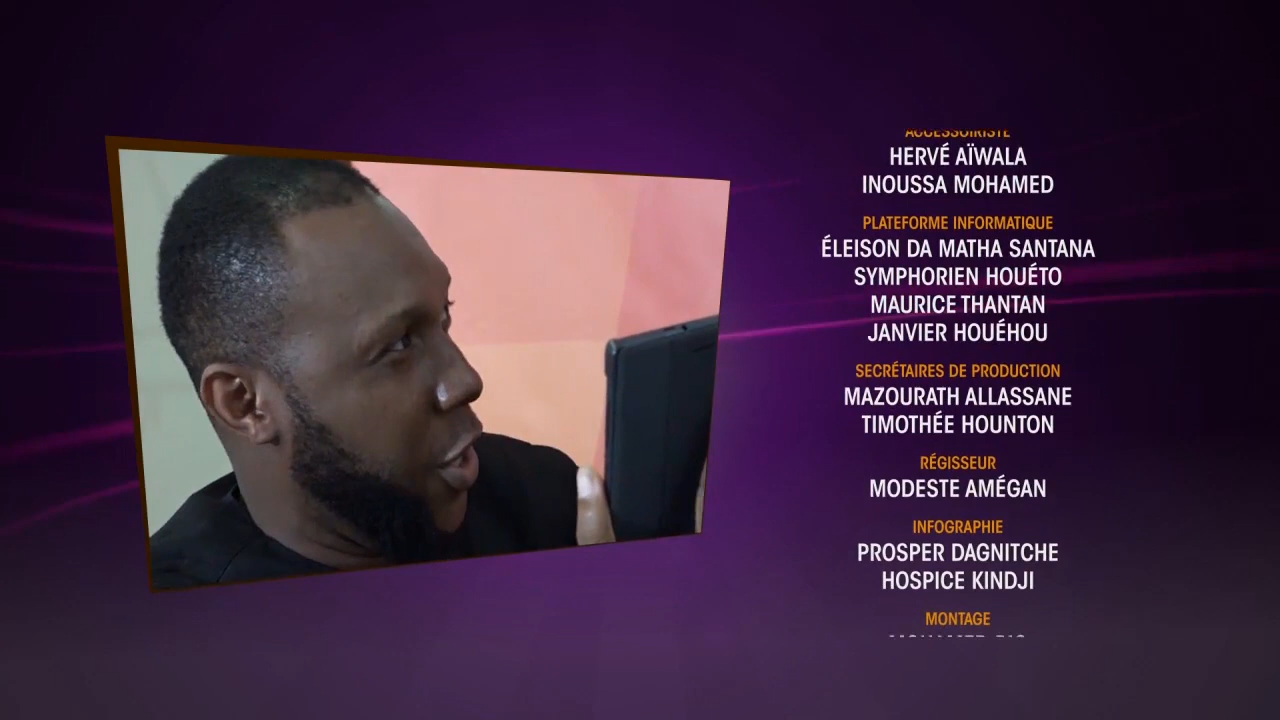 ACCESSOIRISTE
HERVÉ AÏWALA
INOUSSA MOHAMED
PLATEFORME INFORMATIQUE
ÉLEISON DA MATHA SANTANA
SYMPHORIEN HOUÉTO
MAURICE THANTAN
JANVIER HOUÉHOU
SECRÉTAIRES DE PRODUCTION
MAZOURATH ALLASSANE
TIMOTHÉE HOUNTON
RÉGISSEUR
MODESTE AMÉGAN
INFOGRAPHIE
PROSPER DAGNITCHE
HOSPICE KINDJI
MONTAGE